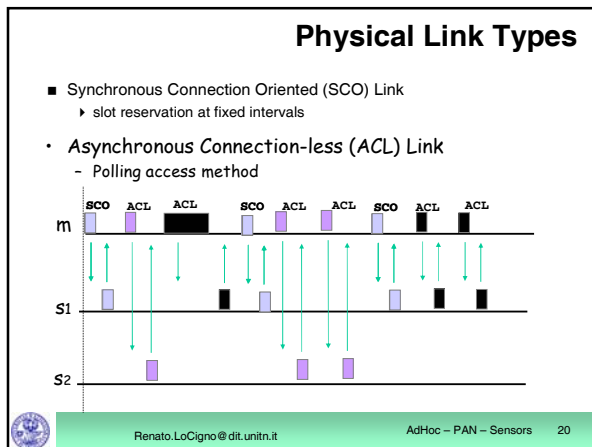 Physical Link Types
■ Synchronous Connection Oriented (SCO) Link
slot reservation at fixed intervals
• Asynchronous Connection-less (ACL) Link
– Polling access method
SCO ACL ACL SCO ACL ACL SCO ACL ACL
m
s1
s2
Renato.LoCigno@dit.unitn.it AdHoc – PAN – Sensors 20